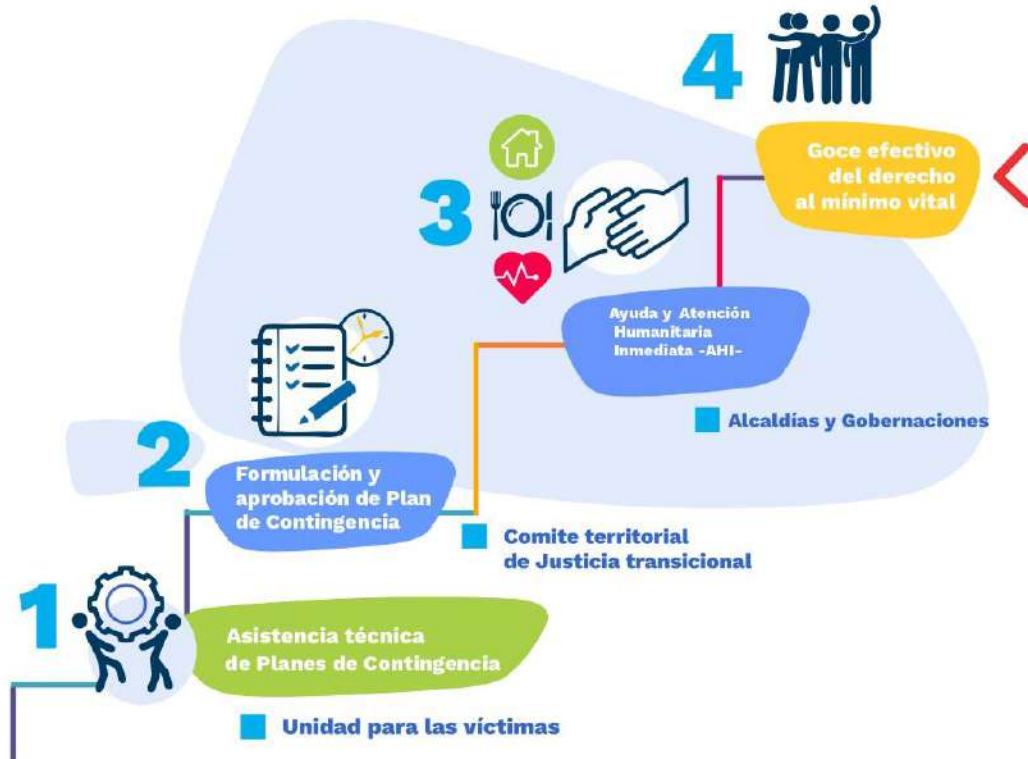 4
Goce efectivo
del derecho
al mínimo vital
3
Ayuda y Atención
Humanitaria
Inmediata -AHI-
Alcaldías y Gobernaciones
2
Formulación y
aprobación de Plan
de Contingencia
Comite territorial
de Justicia transicional
1
Asistencia técnica
de Planes de Contingencia
Unidad para las víctimas